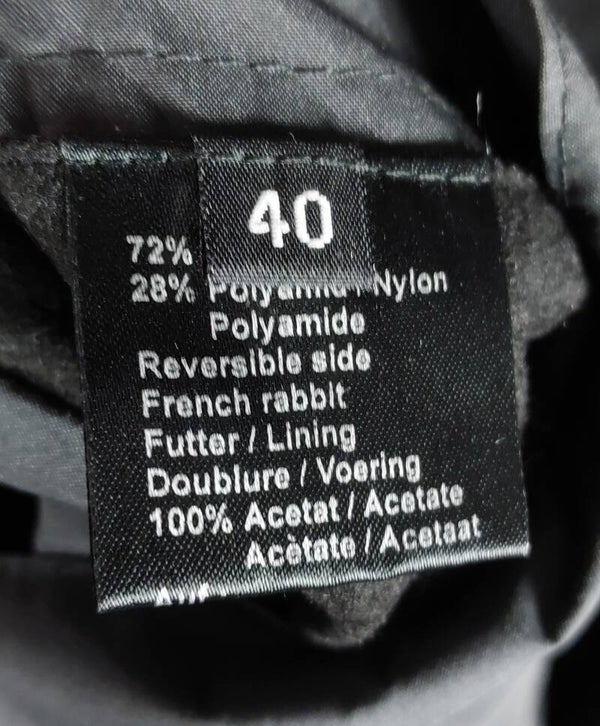 40
72%
28% Polyamid / Nylon
Polyamide
Reversible side
French rabbit
Futter / Lining
Doublure / Voering
100% Acetat / Acetate
Acètate / Acetaat